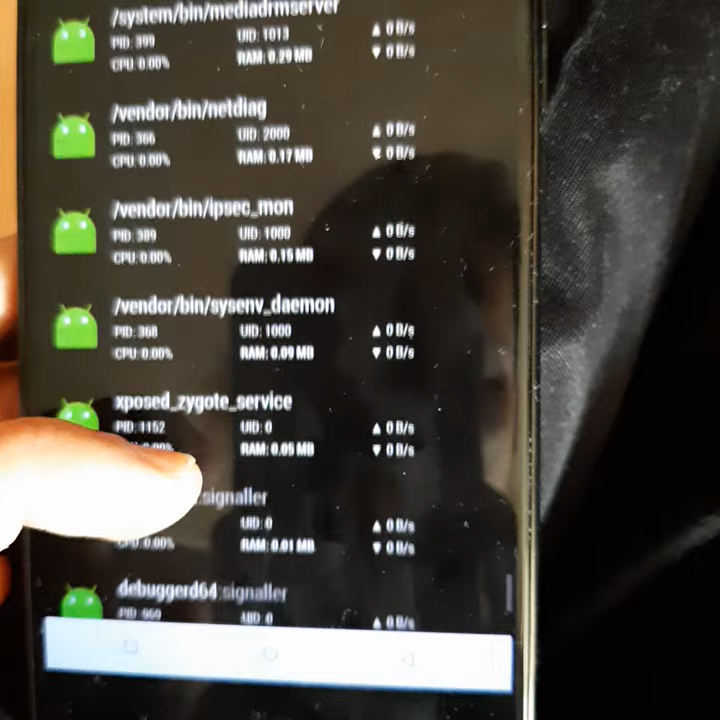 /system/bin/mediadrmserver
PID: 399 UID: 1013 ▲ 0 B/s
CPU: 0.00% RAM: 0.29 MB ▼ 0 B/s
/vendor/bin/netdiag
PID: 366 UID: 2000 ▲ 0 B/s
CPU: 0.00% RAM: 0.17 MB ▼ 0 B/s
/vendor/bin/ipsec_mon
PID: 389 UID: 1000 ▲ 0 B/s
CPU: 0.00% RAM: 0.15 MB ▼ 0 B/s
/vendor/bin/sysenv_daemon
PID: 368 UID: 1000 ▲ 0 B/s
CPU: 0.00% RAM: 0.09 MB ▼ 0 B/s
xposed_zygote_service
PID: 1152 UID: 0 ▲ 0 B/s
0.00% RAM: 0.05 MB ▼ 0 B/s
:signaller
UID: 0 ▲ 0 B/s
CPU: 0.00% RAM: 0.01 MB ▼ 0 B/s
debuggerd64:signaller
PID: 969 UID: 0 ▲ 0 B/s